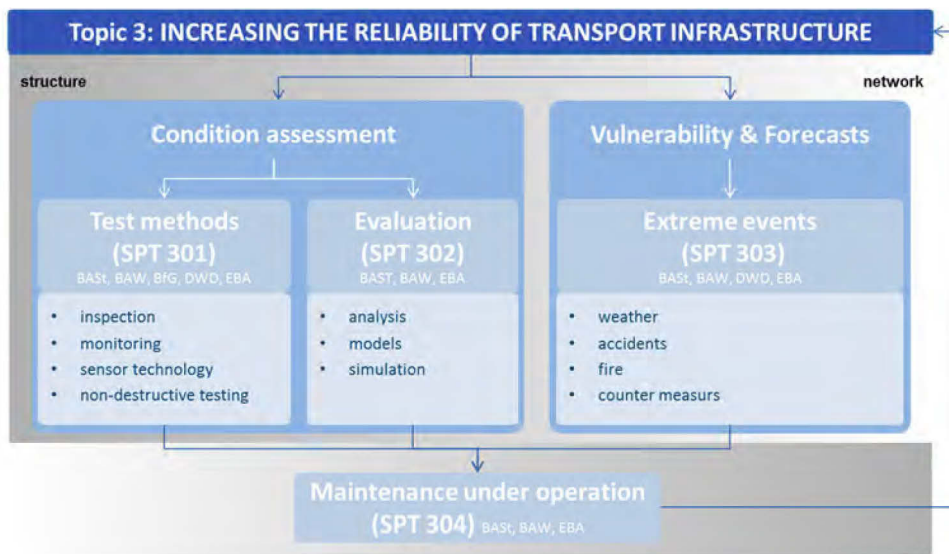 Topic 3: INCREASING THE RELIABILITY OF TRANSPORT INFRASTRUCTURE
structure
network
Condition assessment
Test methods
(SPT 301)
BASt, BAW, BfG, DWD, EBA
• inspection
• monitoring
• sensor technology
• non-destructive testing
Evaluation
(SPT 302)
BAST, BAW, EBA
• analysis
• models
• simulation
Vulnerability & Forecasts
Extreme events
(SPT 303)
BASt, BAW, DWD, EBA
• weather
• accidents
• fire
• counter measurs
Maintenance under operation
(SPT 304) BASt, BAW, EBA